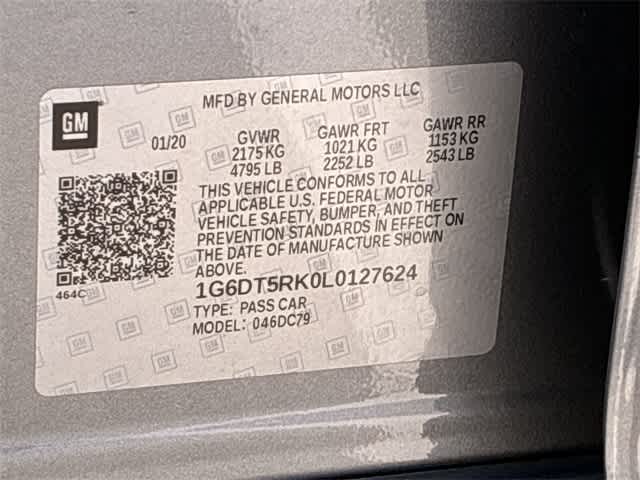 MFD BY GENERAL MOTORS LLC
GM
01/20
GVWR GAWR FRT GAWR RR
2175 KG 1021 KG 1153 KG
4795 LB 2252 LB 2543 LB
THIS VEHICLE CONFORMS TO ALL
APPLICABLE U.S. FEDERAL MOTOR
VEHICLE SAFETY, BUMPER, AND THEFT
PREVENTION STANDARDS IN EFFECT ON
THE DATE OF MANUFACTURE SHOWN
ABOVE.
464C
1G6DT5RK0L0127624
TYPE: PASS CAR
MODEL: 046DC79